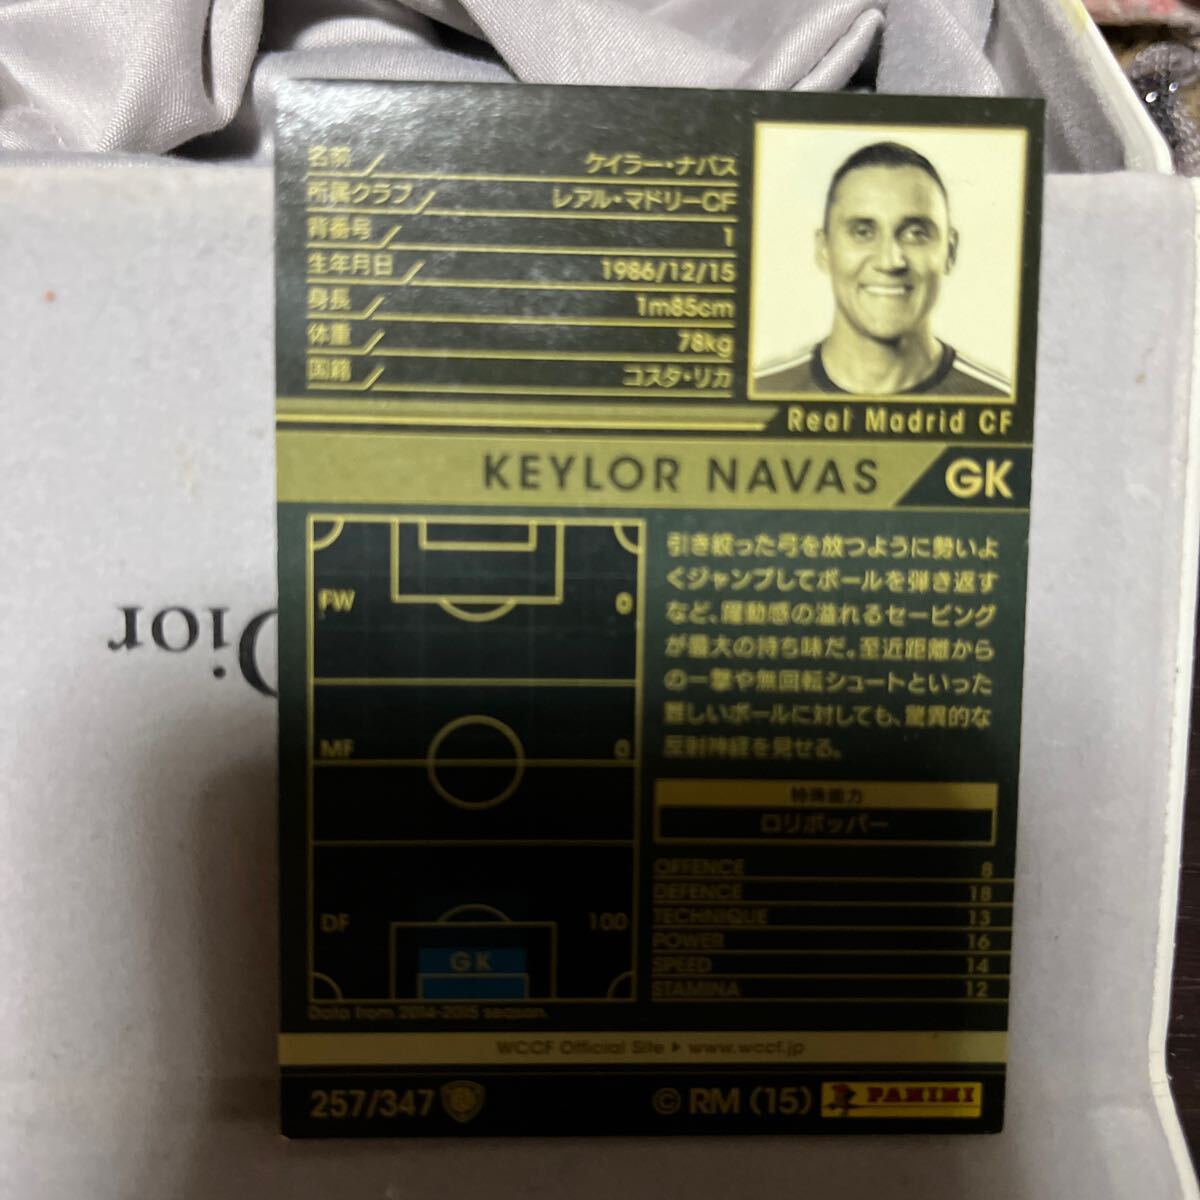 名前 ケイラー・ナバス
所属クラブ レアル・マドリーCF
背番号 1
生年月日 1986/12/15
身長 1m85cm
体重 78kg
国籍 コスタ・リカ
Real Madrid CF
KEYLOR NAVAS GK
引き絞った弓を放つように勢いよ
くジャンプしてボールを弾き返す
など、躍動感の溢れるセービング
が最大の持ち味だ。至近距離から
の一撃や無回転シュートといった
難しいボールに対しても、驚異的な
反射神経を見せる。
FW 0
MF 0
DF 100
GK
特殊能力
ロリポッパー
OFFENCE 8
DEFENCE 18
TECHNIQUE 13
POWER 16
SPEED 14
STAMINA 12
Data from 2014-2015 season.
WCCF Official Site ▶ www.wccf.jp
257/347
© RM (15) PANINI
Dior